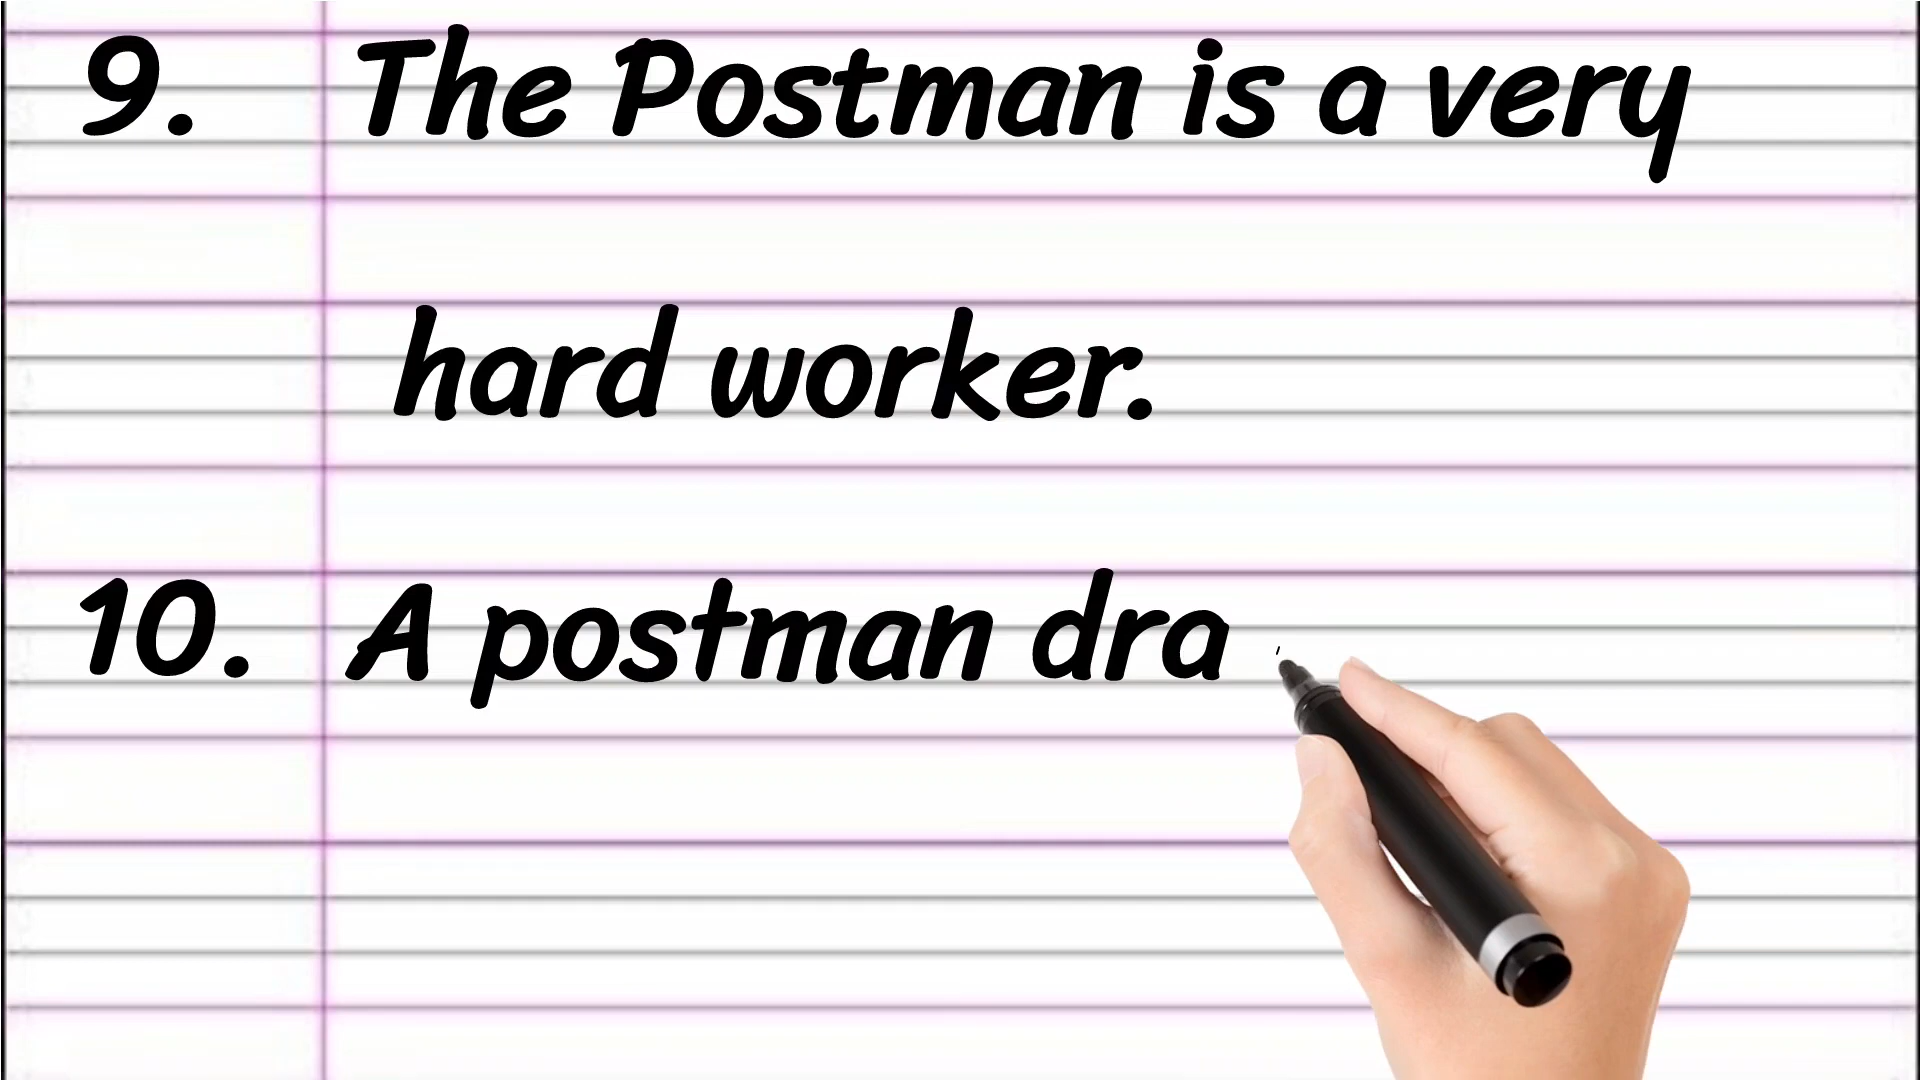 9. The Postman is a very
hard worker.
10. A postman dra